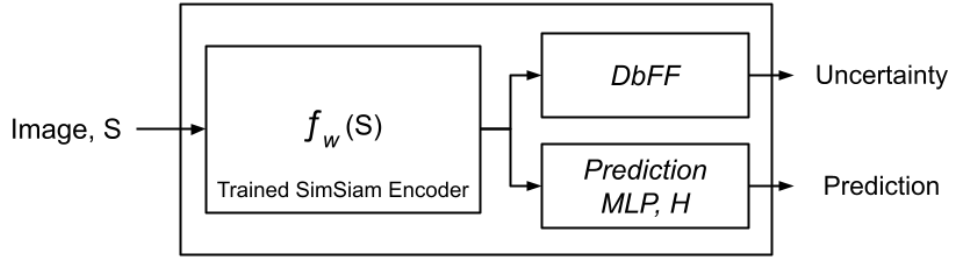 Image, S
f_w(S)
Trained SimSiam Encoder
DbFF
Uncertainty
Prediction
MLP, H
Prediction